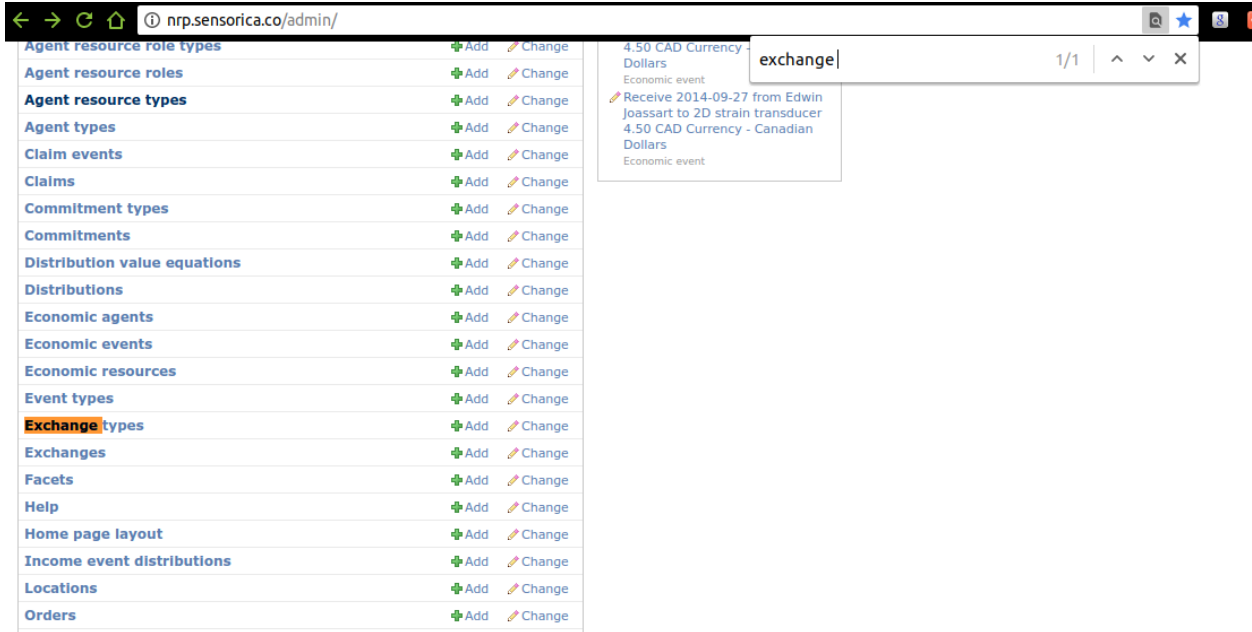 nrp.sensorica.co/admin/
exchange
1/1
Agent resource role types Add Change
Agent resource roles Add Change
Agent resource types Add Change
Agent types Add Change
Claim events Add Change
Claims Add Change
Commitment types Add Change
Commitments Add Change
Distribution value equations Add Change
Distributions Add Change
Economic agents Add Change
Economic events Add Change
Economic resources Add Change
Event types Add Change
Exchange types Add Change
Exchanges Add Change
Facets Add Change
Help Add Change
Home page layout Add Change
Income event distributions Add Change
Locations Add Change
Orders Add Change
4.50 CAD Currency -
Dollars
Economic event
Receive 2014-09-27 from Edwin
Joassart to 2D strain transducer
4.50 CAD Currency - Canadian
Dollars
Economic event